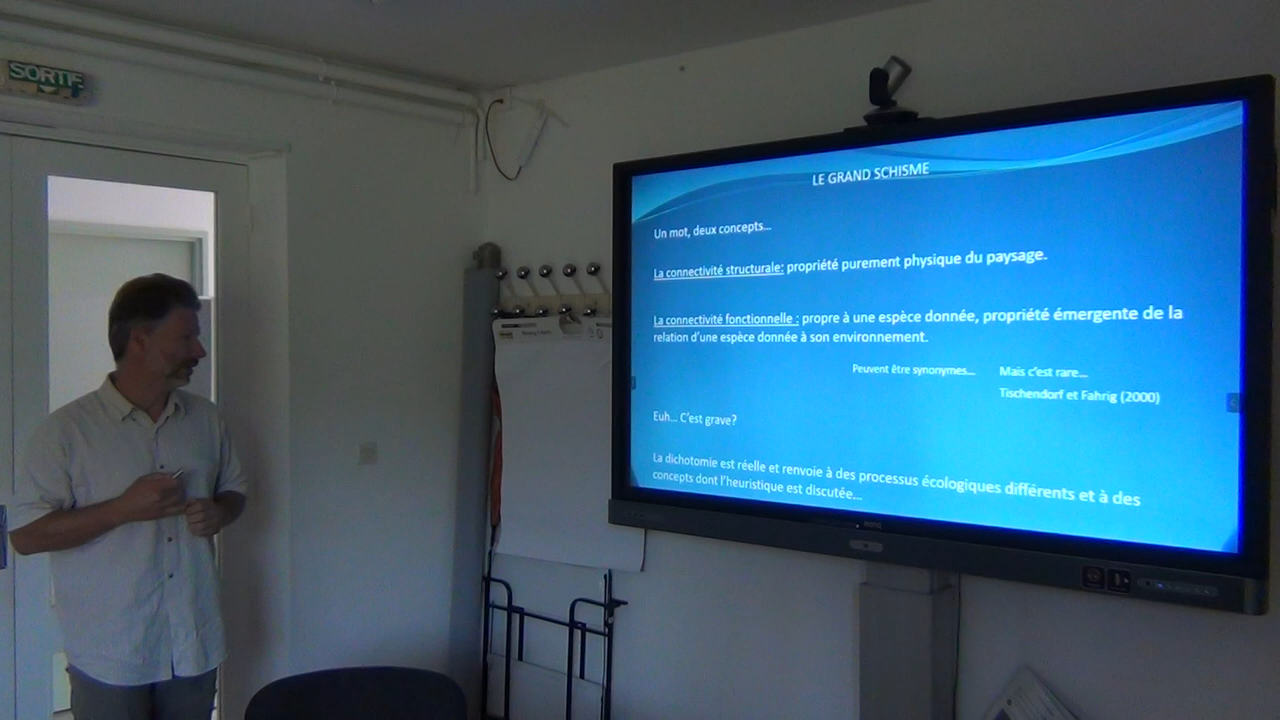 SORTIE
LE GRAND SCHISME
Un mot, deux concepts...
La connectivité structurale: propriété purement physique du paysage.
La connectivité fonctionnelle : propre à une espèce donnée, propriété émergente de la
relation d'une espèce donnée à son environnement.
Peuvent être synonymes... Mais c'est rare...
Tischendorf et Fahrig (2000)
Euh... C'est grave?
La dichotomie est réelle et renvoie à des processus écologiques différents et à des
concepts dont l'heuristique est discutée...
BenQ